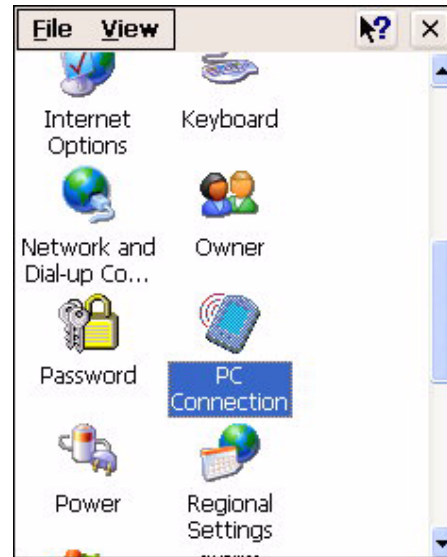 File View
?
Internet
Options
Keyboard
Network and
Dial-up Co...
Owner
Password
PC
Connection
Power
Regional
Settings